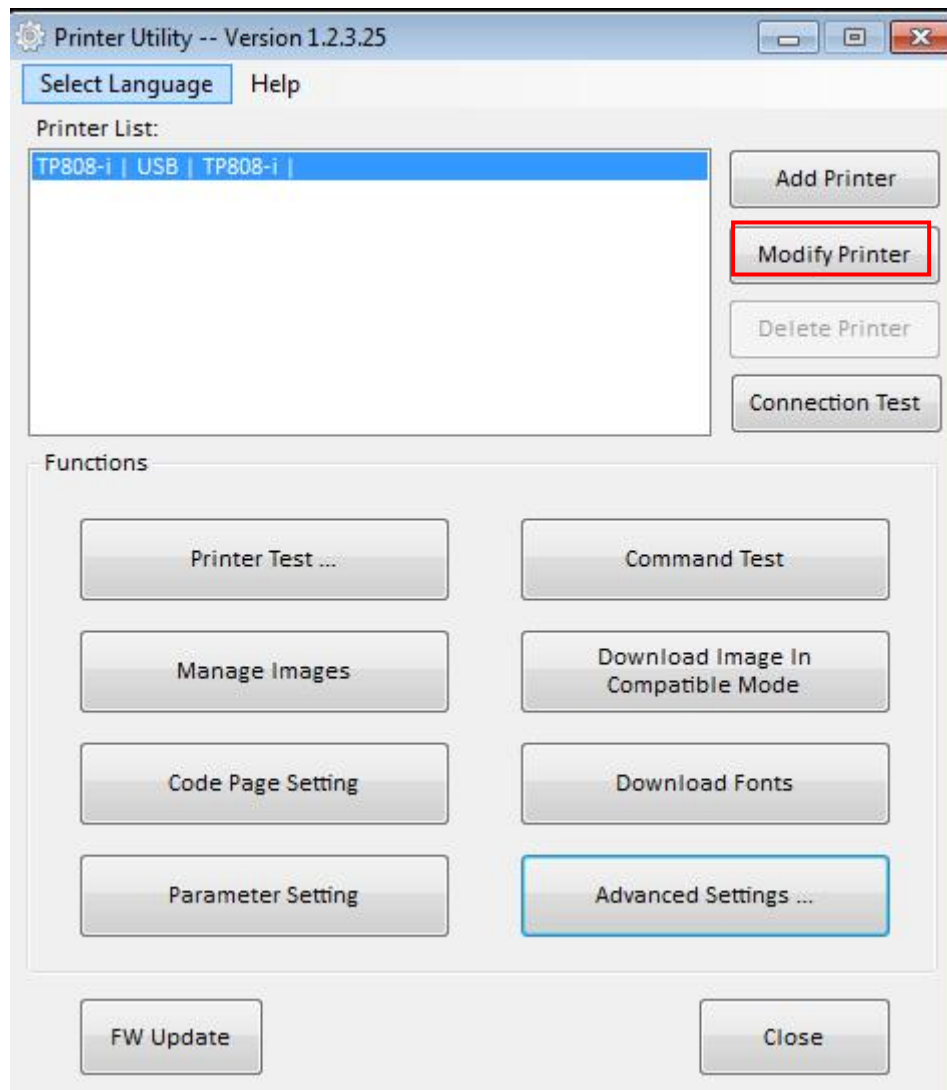 Printer Utility -- Version 1.2.3.25
Select Language Help
Printer List:
TP808-i | USB | TP808-i |
Add Printer
Modify Printer
Delete Printer
Connection Test
Functions
Printer Test ...
Command Test
Manage Images
Download Image In
Compatible Mode
Code Page Setting
Download Fonts
Parameter Setting
Advanced Settings ...
FW Update
Close